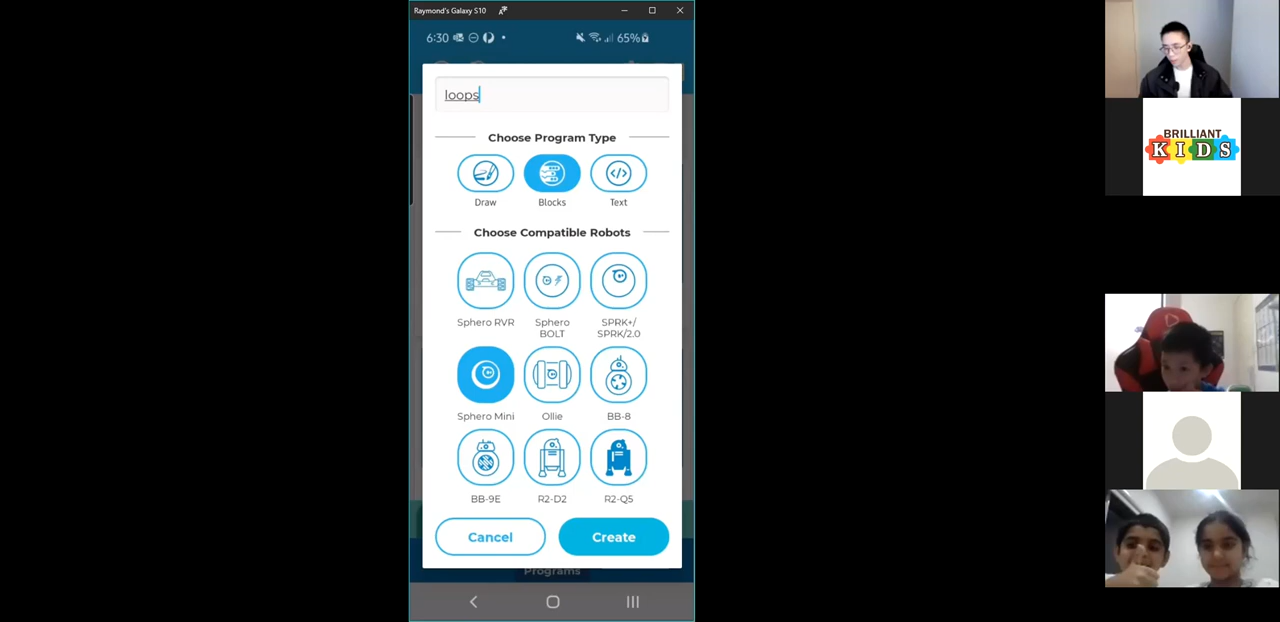 Raymond's Galaxy S10
6:30 65%
loops
Choose Program Type
Draw Blocks Text
Choose Compatible Robots
Sphero RVR Sphero BOLT SPRK+/ SPRK/2.0
Sphero Mini Ollie BB-8
BB-9E R2-D2 R2-Q5
Cancel Create
Programs
BRILLIANT
KIDS